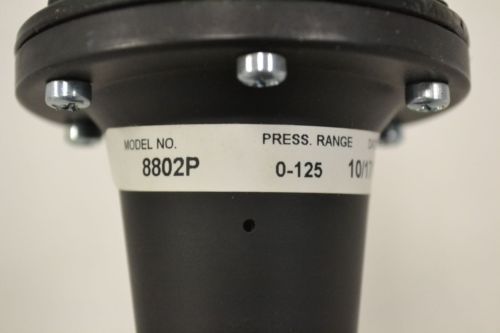 MODEL NO. PRESS. RANGE
8802P 0-125 10/17